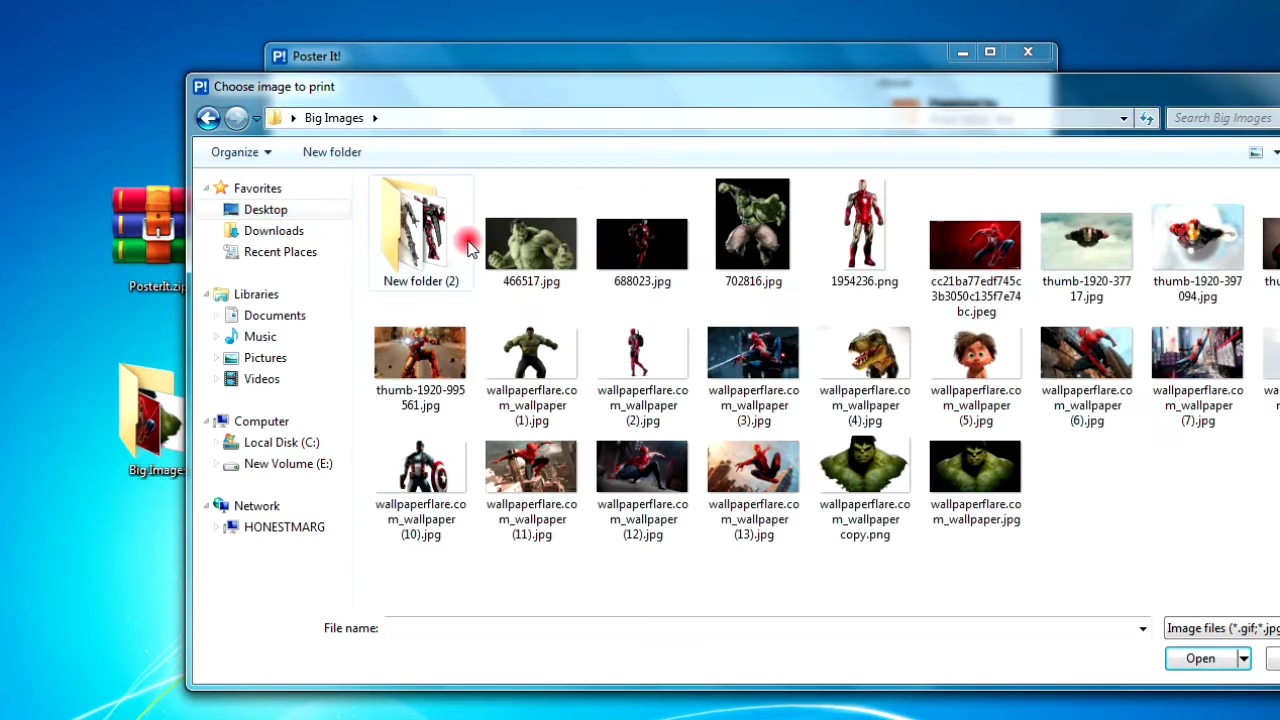 Poster It!
Choose image to print
Big Images
Search Big Images
Organize
New folder
Favorites
Desktop
Downloads
Recent Places
Libraries
Documents
Music
Pictures
Videos
Computer
Local Disk (C:)
New Volume (E:)
Network
HONESTMARG
PosterIt.zip
Big Images
New folder (2)
466517.jpg
688023.jpg
702816.jpg
1954236.png
cc21ba77edf745c
3b3050c135f7e74
bc.jpeg
thumb-1920-377
17.jpg
thumb-1920-397
094.jpg
thumb-1920-995
561.jpg
wallpaperflare.co
m_wallpaper
(1).jpg
wallpaperflare.co
m_wallpaper
(2).jpg
wallpaperflare.co
m_wallpaper
(3).jpg
wallpaperflare.co
m_wallpaper
(4).jpg
wallpaperflare.co
m_wallpaper
(5).jpg
wallpaperflare.co
m_wallpaper
(6).jpg
wallpaperflare.co
m_wallpaper
(7).jpg
wallpaperflare.co
m_wallpaper
(10).jpg
wallpaperflare.co
m_wallpaper
(11).jpg
wallpaperflare.co
m_wallpaper
(12).jpg
wallpaperflare.co
m_wallpaper
(13).jpg
wallpaperflare.co
m_wallpaper
copy.png
wallpaperflare.co
m_wallpaper.jpg
File name:
Image files (*.gif;*.jpg
Open